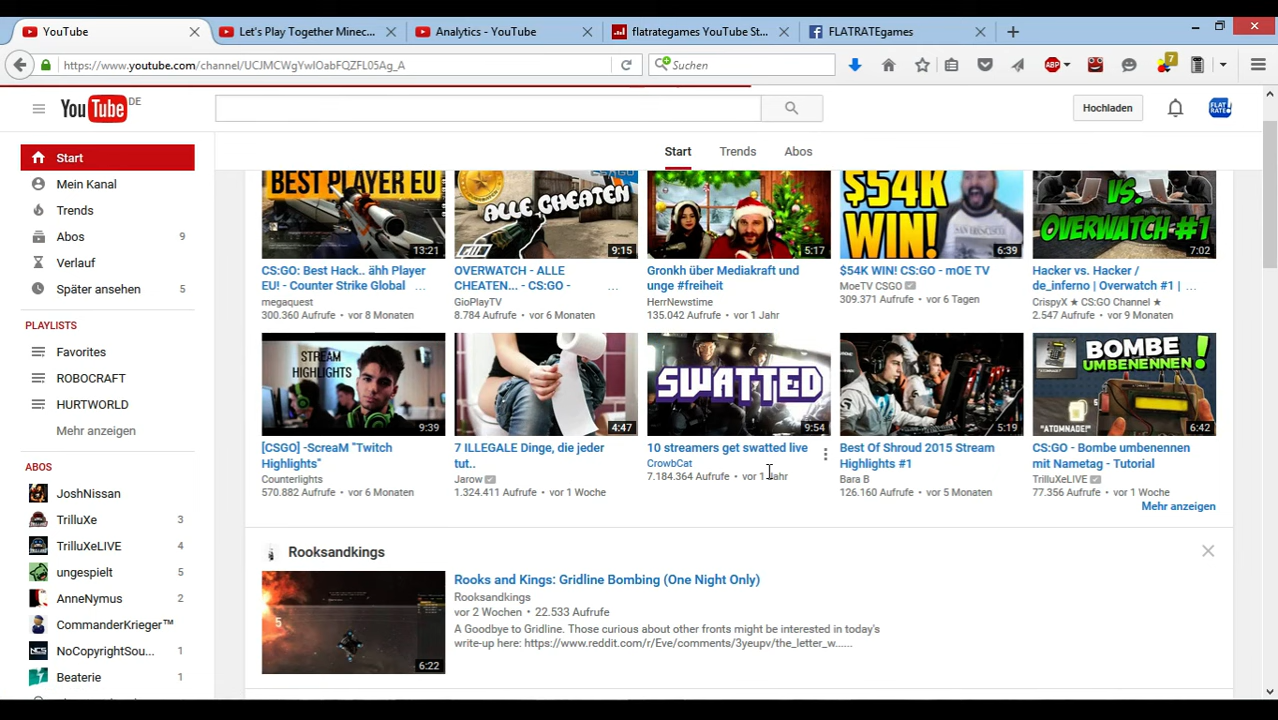 YouTube
Let's Play Together Minec...
Analytics - YouTube
flatrategames YouTube St...
FLATRATEgames
https://www.youtube.com/channel/UCJMCWgYwIOabFQZFL05Ag_A
Suchen
ABP
7
YouTube DE
Hochladen
FLAT RATE!
Start
Trends
Abos
Start
Mein Kanal
Trends
Abos 9
Verlauf
Später ansehen 5
PLAYLISTS
Favorites
ROBOCRAFT
HURTWORLD
Mehr anzeigen
ABOS
JoshNissan
TrilluXe 3
TrilluXeLIVE 4
ungespielt 5
AnneNymus 2
CommanderKrieger™
NCS
NoCopyrightSou... 1
Beaterie 1
BEST PLAYER EU
13:21
CS:GO: Best Hack.. ähh Player
EU! - Counter Strike Global ...
megaquest
300.360 Aufrufe • vor 8 Monaten
CSGO
ALLE CHEATEN
9:15
OVERWATCH - ALLE
CHEATEN... - CS:GO - ...
GioPlayTV
8.784 Aufrufe • vor 6 Monaten
5:17
Gronkh über Mediakraft und
unge #freiheit
HerrNewstime
135.042 Aufrufe • vor 1 Jahr
$54K
WIN!
SAN FRANCISCO
6:39
$54K WIN! CS:GO - mOE TV
MoeTV CSGO
309.371 Aufrufe • vor 6 Tagen
VS.
OVERWATCH #1
7:02
Hacker vs. Hacker /
de_inferno | Overwatch #1 | ...
CrispyX ★ CS:GO Channel ★
2.547 Aufrufe • vor 9 Monaten
STREAM
HIGHLIGHTS
9:39
[CSGO] -ScreaM "Twitch
Highlights"
Counterlights
570.882 Aufrufe • vor 6 Monaten
4:47
7 ILLEGALE Dinge, die jeder
tut..
Jarow
1.324.411 Aufrufe • vor 1 Woche
SWATTED
9:54
10 streamers get swatted live
CrowbCat
7.184.364 Aufrufe • vor 1 Jahr
5:19
Best Of Shroud 2015 Stream
Highlights #1
Bara B
126.160 Aufrufe • vor 5 Monaten
BOMBE
UMBENENNEN!
"ATOMNADE"
6:42
CS:GO - Bombe umbenennen
mit Nametag - Tutorial
TrilluXeLIVE
77.356 Aufrufe • vor 1 Woche
Mehr anzeigen
Rooksandkings
5
6:22
Rooks and Kings: Gridline Bombing (One Night Only)
Rooksandkings
vor 2 Wochen • 22.533 Aufrufe
A Goodbye to Gridline. Those curious about other fronts might be interested in today's
write-up here: https://www.reddit.com/r/Eve/comments/3yeupv/the_letter_w......